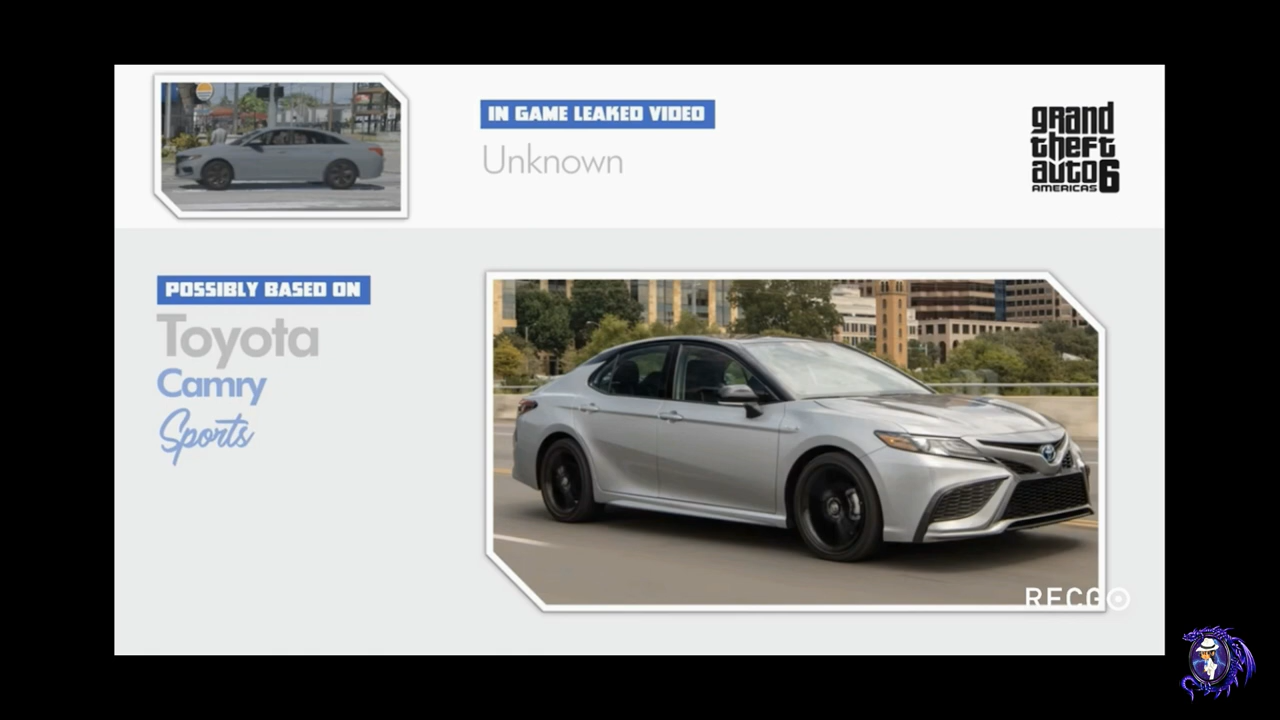 IN GAME LEAKED VIDEO
Unknown
grand
theft
auto 6
AMERICAS
POSSIBLY BASED ON
Toyota
Camry
Sports
RECGO